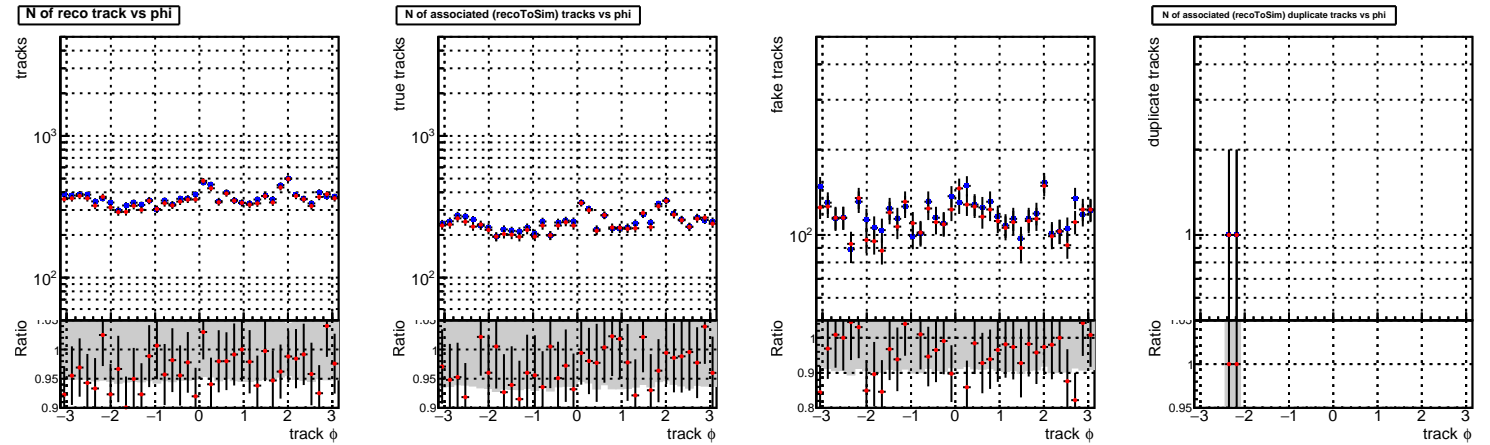 N of reco track vs phi
tracks
10³
10²
Ratio
1
0.95
0.9
−3 −2 −1 0 1 2 3
track ϕ
N of associated (recoToSim) tracks vs phi
true tracks
10³
10²
Ratio
1
0.95
0.9
−3 −2 −1 0 1 2 3
track ϕ
fake tracks
10²
Ratio
1
0.9
0.8
−3 −2 −1 0 1 2 3
track ϕ
N of associated (recoToSim) duplicate tracks vs phi
duplicate tracks
1
Ratio
1
0.95
−3 −2 −1 0 1 2 3
track ϕ